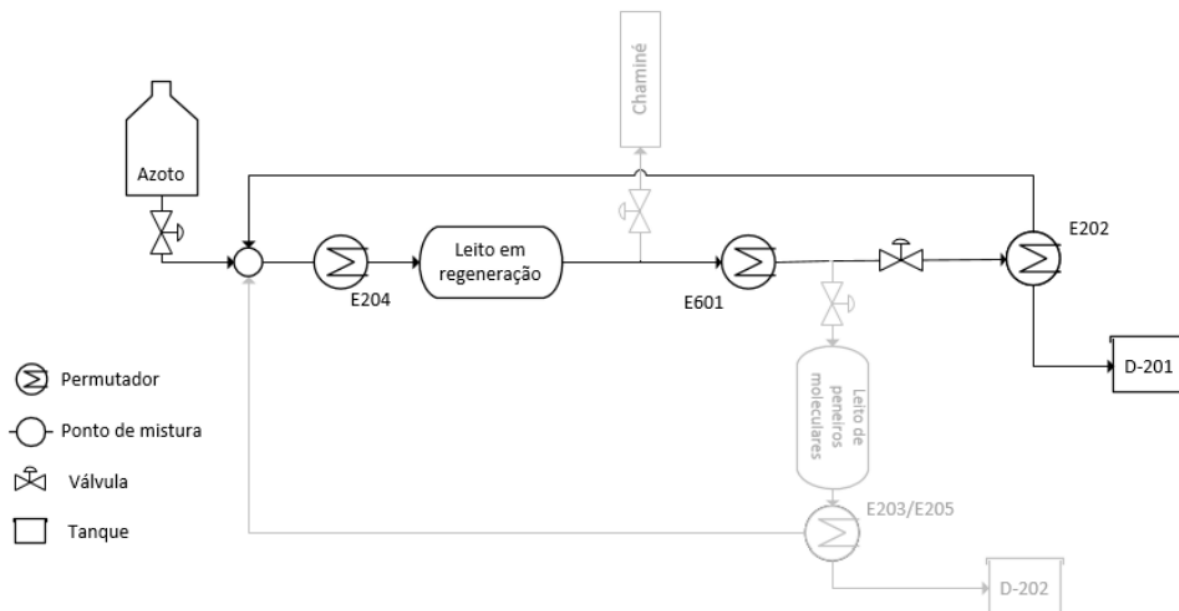 Chaminé
Azoto
E202
Leito em
regeneração
E204
E601
D-201
Permutador
Leito de
peneiros
moleculares
Ponto de mistura
Válvula
E203/E205
Tanque
D-202